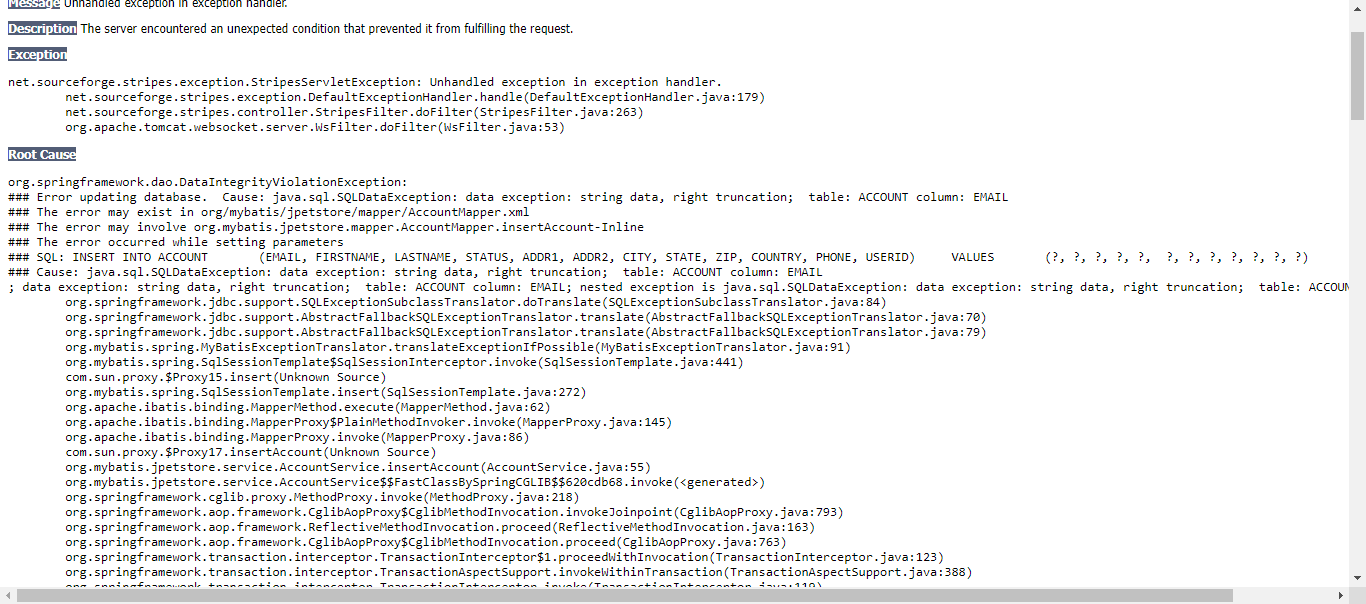 Message Unhandled exception in exception handler.
Description The server encountered an unexpected condition that prevented it from fulfilling the request.
Exception
net.sourceforge.stripes.exception.StripesServletException: Unhandled exception in exception handler.
net.sourceforge.stripes.exception.DefaultExceptionHandler.handle(DefaultExceptionHandler.java:179)
net.sourceforge.stripes.controller.StripesFilter.doFilter(StripesFilter.java:263)
org.apache.tomcat.websocket.server.WsFilter.doFilter(WsFilter.java:53)
Root Cause
org.springframework.dao.DataIntegrityViolationException:
### Error updating database.  Cause: java.sql.SQLDataException: data exception: string data, right truncation;  table: ACCOUNT column: EMAIL
### The error may exist in org/mybatis/jpetstore/mapper/AccountMapper.xml
### The error may involve org.mybatis.jpetstore.mapper.AccountMapper.insertAccount-Inline
### The error occurred while setting parameters
### SQL: INSERT INTO ACCOUNT       (EMAIL, FIRSTNAME, LASTNAME, STATUS, ADDR1, ADDR2, CITY, STATE, ZIP, COUNTRY, PHONE, USERID)     VALUES       (?, ?, ?, ?, ?,  ?, ?, ?, ?, ?, ?, ?)
### Cause: java.sql.SQLDataException: data exception: string data, right truncation;  table: ACCOUNT column: EMAIL
; data exception: string data, right truncation;  table: ACCOUNT column: EMAIL; nested exception is java.sql.SQLDataException: data exception: string data, right truncation;  table: ACCOUN
org.springframework.jdbc.support.SQLExceptionSubclassTranslator.doTranslate(SQLExceptionSubclassTranslator.java:84)
org.springframework.jdbc.support.AbstractFallbackSQLExceptionTranslator.translate(AbstractFallbackSQLExceptionTranslator.java:70)
org.springframework.jdbc.support.AbstractFallbackSQLExceptionTranslator.translate(AbstractFallbackSQLExceptionTranslator.java:79)
org.mybatis.spring.MyBatisExceptionTranslator.translateExceptionIfPossible(MyBatisExceptionTranslator.java:91)
org.mybatis.spring.SqlSessionTemplate$SqlSessionInterceptor.invoke(SqlSessionTemplate.java:441)
com.sun.proxy.$Proxy15.insert(Unknown Source)
org.mybatis.spring.SqlSessionTemplate.insert(SqlSessionTemplate.java:272)
org.apache.ibatis.binding.MapperMethod.execute(MapperMethod.java:62)
org.apache.ibatis.binding.MapperProxy$PlainMethodInvoker.invoke(MapperProxy.java:145)
org.apache.ibatis.binding.MapperProxy.invoke(MapperProxy.java:86)
com.sun.proxy.$Proxy17.insertAccount(Unknown Source)
org.mybatis.jpetstore.service.AccountService.insertAccount(AccountService.java:55)
org.mybatis.jpetstore.service.AccountService$$FastClassBySpringCGLIB$$620cdb68.invoke(<generated>)
org.springframework.cglib.proxy.MethodProxy.invoke(MethodProxy.java:218)
org.springframework.aop.framework.CglibAopProxy$CglibMethodInvocation.invokeJoinpoint(CglibAopProxy.java:793)
org.springframework.aop.framework.ReflectiveMethodInvocation.proceed(ReflectiveMethodInvocation.java:163)
org.springframework.aop.framework.CglibAopProxy$CglibMethodInvocation.proceed(CglibAopProxy.java:763)
org.springframework.transaction.interceptor.TransactionInterceptor$1.proceedWithInvocation(TransactionInterceptor.java:123)
org.springframework.transaction.interceptor.TransactionAspectSupport.invokeWithinTransaction(TransactionAspectSupport.java:388)
org.springframework.transaction.interceptor.TransactionInterceptor.invoke(TransactionInterceptor.java:119)